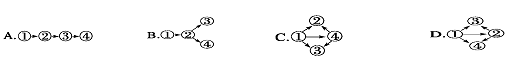 A. ①→②→③→④ B. ①→② ③ ④ C. ① ② ③ ④ D. ① ③ ② ④